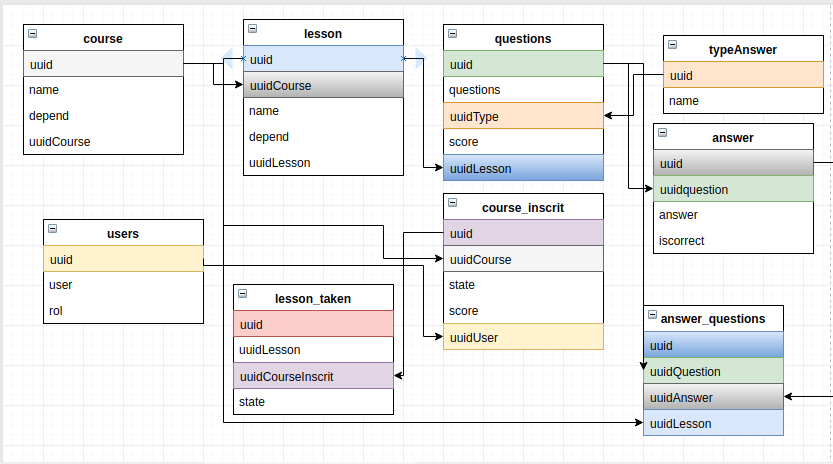 course
uuid
name
depend
uuidCourse
lesson
uuid
uuidCourse
name
depend
uuidLesson
questions
uuid
questions
uuidType
score
uuidLesson
typeAnswer
uuid
name
answer
uuid
uuidquestion
answer
iscorrect
users
uuid
user
rol
course_inscrit
uuid
uuidCourse
state
score
uuidUser
lesson_taken
uuid
uuidLesson
uuidCourseInscrit
state
answer_questions
uuid
uuidQuestion
uuidAnswer
uuidLesson